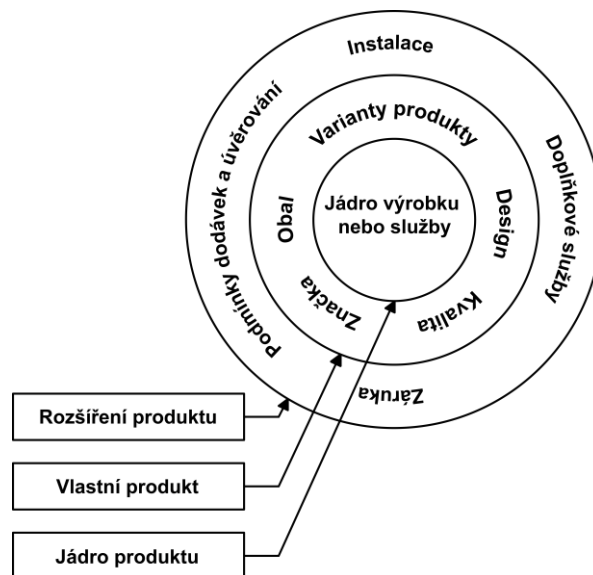 Instalace
Podmínky dodávek a úvěrování
Doplňkové služby
Záruka
Varianty produkty
Obal
Design
Značka
Kvalita
Jádro výrobku
nebo služby
Rozšíření produktu
Vlastní produkt
Jádro produktu